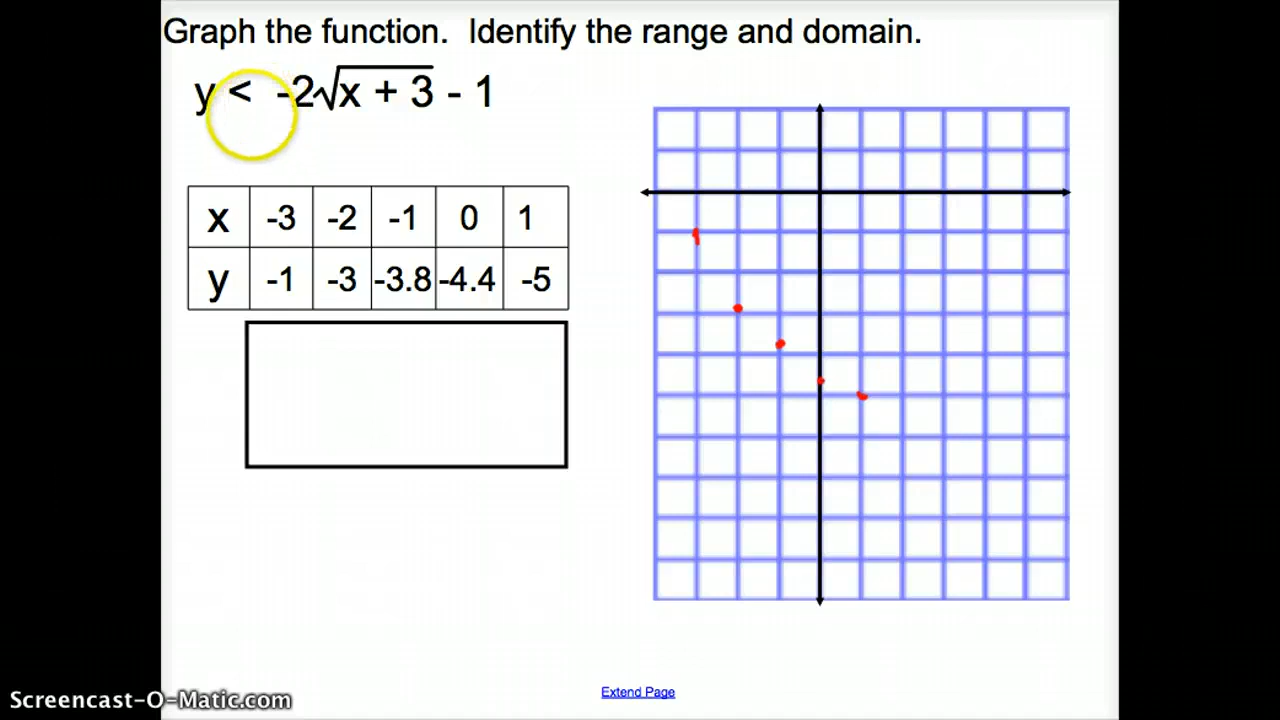 Graph the function. Identify the range and domain.
y < -2√x + 3 - 1
x -3 -2 -1 0 1
y -1 -3 -3.8 -4.4 -5
Extend Page
Screencast-O-Matic.com